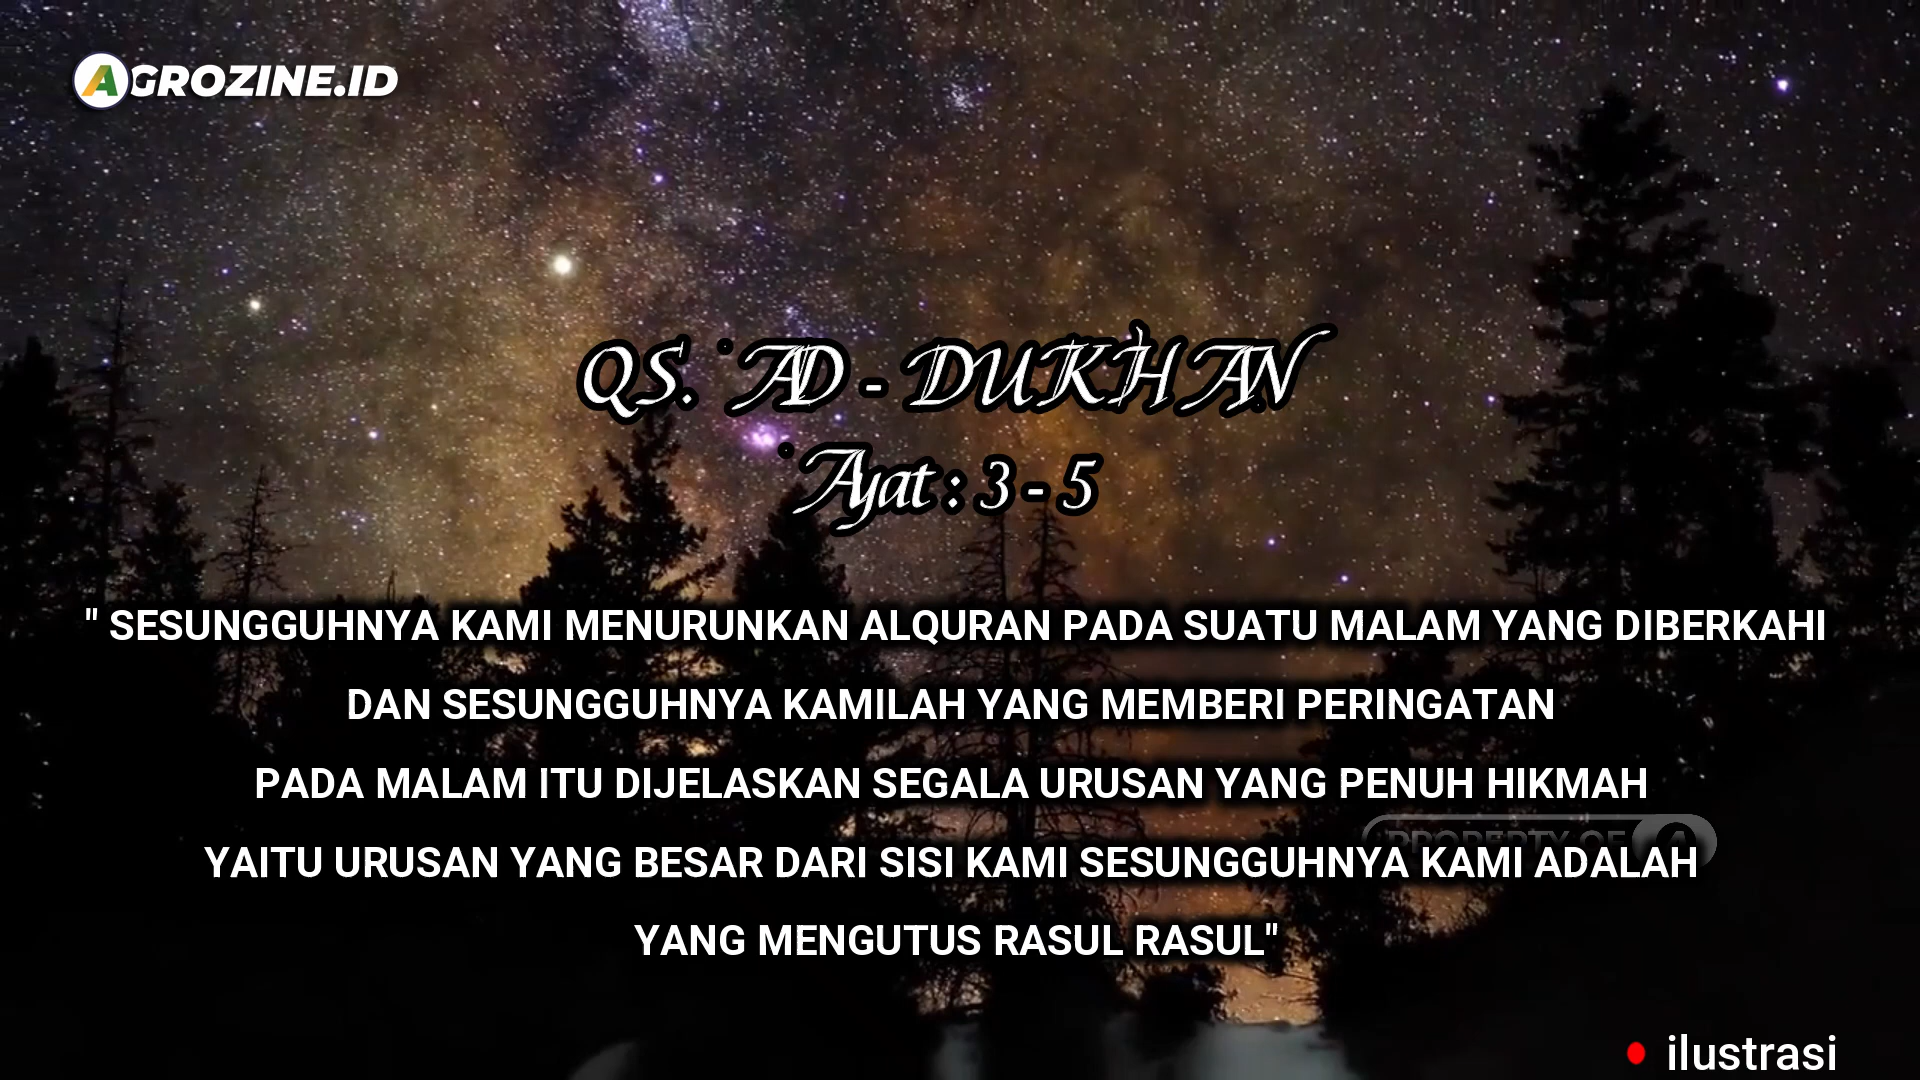 AGROZINE.ID
QS. AD - DUKHAN
Ayat : 3 - 5
" SESUNGGUHNYA KAMI MENURUNKAN ALQURAN PADA SUATU MALAM YANG DIBERKAHI
DAN SESUNGGUHNYA KAMILAH YANG MEMBERI PERINGATAN
PADA MALAM ITU DIJELASKAN SEGALA URUSAN YANG PENUH HIKMAH
PROPERTY OF A
YAITU URUSAN YANG BESAR DARI SISI KAMI SESUNGGUHNYA KAMI ADALAH
YANG MENGUTUS RASUL RASUL"
ilustrasi